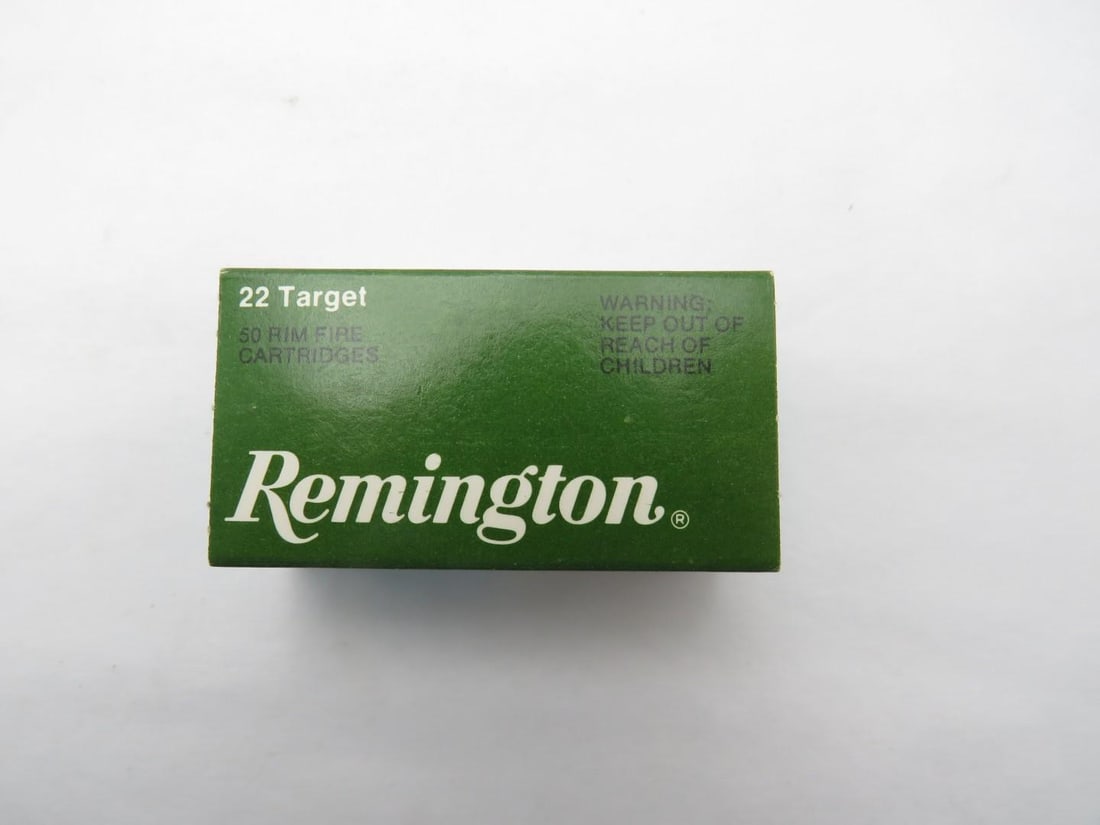 22 Target
50 RIM FIRE
CARTRIDGES
WARNING;
KEEP OUT OF
REACH OF
CHILDREN
Remington®